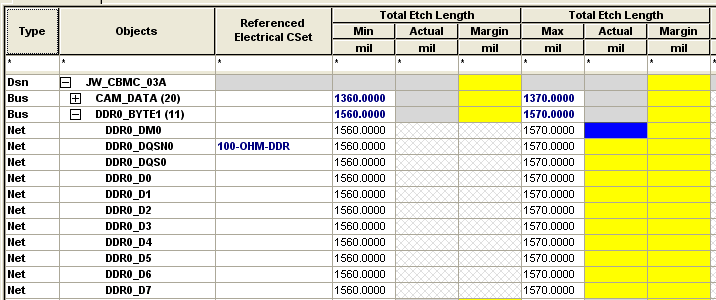 Type Objects Referenced Electrical CSet Total Etch Length Total Etch Length
Min Actual Margin Max Actual Margin
mil mil mil mil mil mil
* * * * * * * * *
Dsn JW_CBMC_03A
Bus CAM_DATA (20) 1360.0000 1370.0000
Bus DDR0_BYTE1 (11) 1560.0000 1570.0000
Net DDR0_DM0 1560.0000 1570.0000
Net DDR0_DQSN0 100-OHM-DDR 1560.0000 1570.0000
Net DDR0_DQS0 1560.0000 1570.0000
Net DDR0_D0 1560.0000 1570.0000
Net DDR0_D1 1560.0000 1570.0000
Net DDR0_D2 1560.0000 1570.0000
Net DDR0_D3 1560.0000 1570.0000
Net DDR0_D4 1560.0000 1570.0000
Net DDR0_D5 1560.0000 1570.0000
Net DDR0_D6 1560.0000 1570.0000
Net DDR0_D7 1560.0000 1570.0000